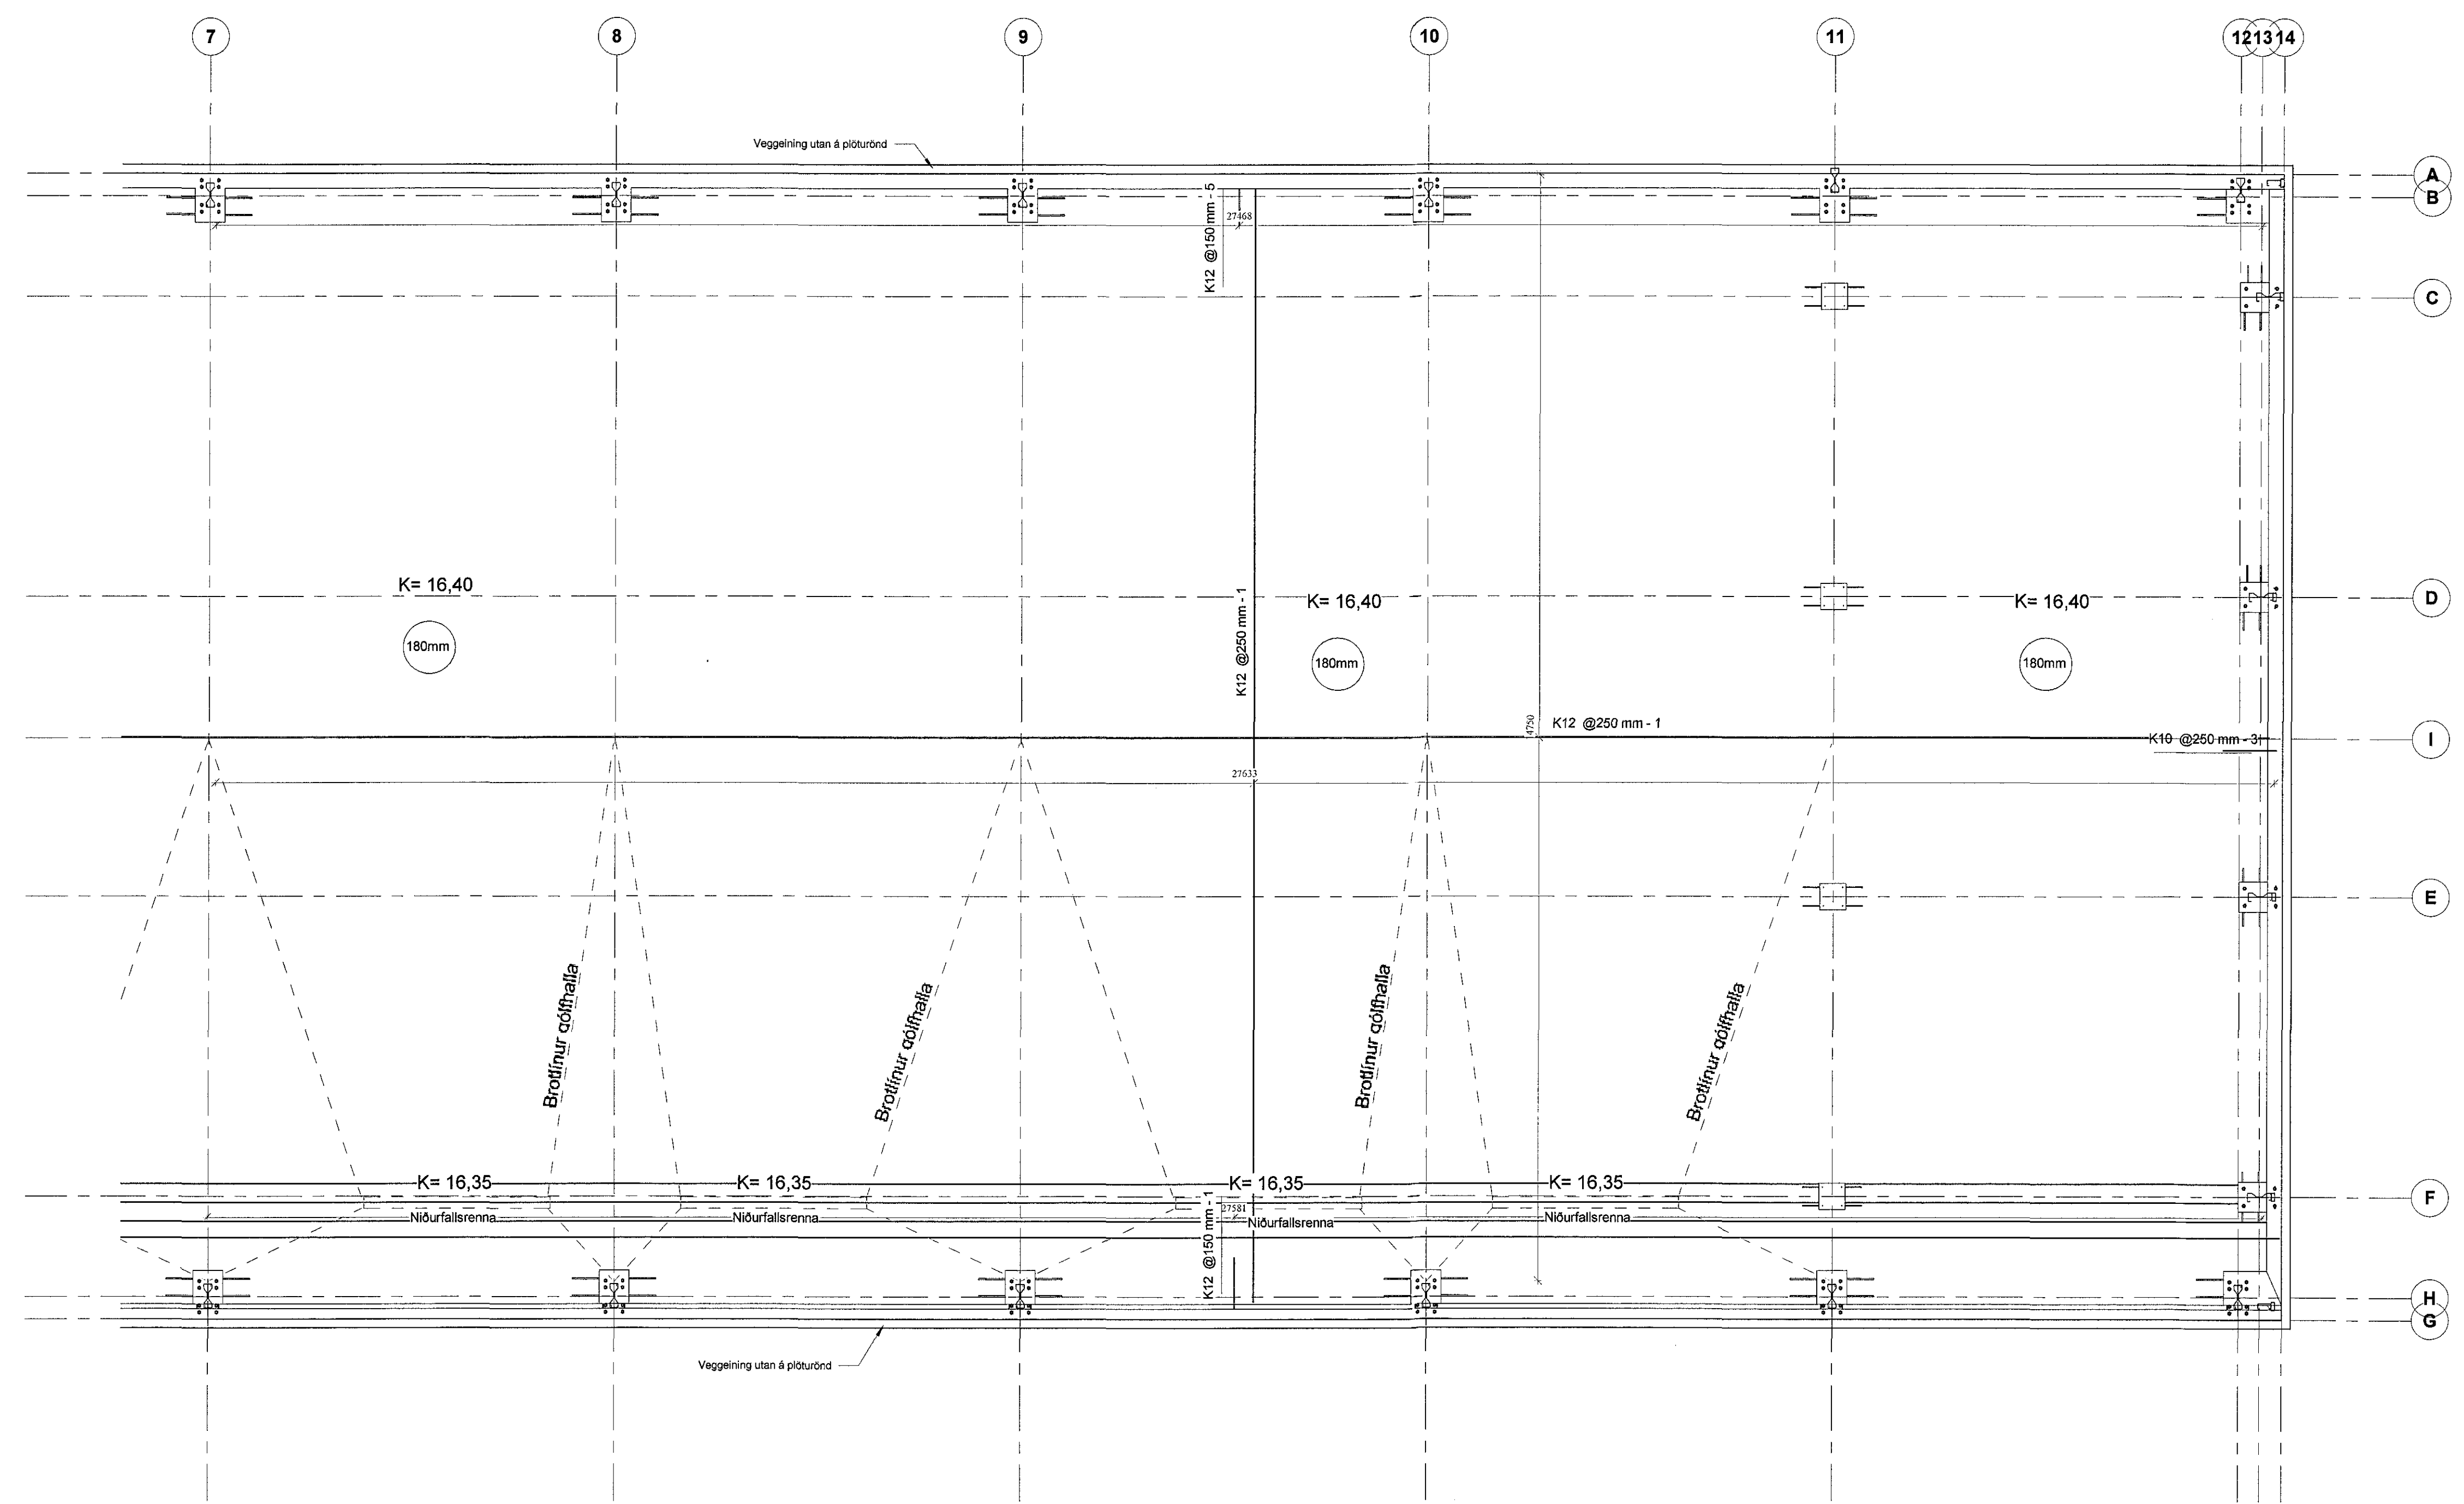 7 8 9 10 11 12 13 14
Veggeining utan á plöturönd
A
B
K12 @150 mm - 5
27468
C
K= 16,40
K= 16,40
K= 16,40
D
180mm
180mm
180mm
K12 @250 mm - 1
14750
K12 @250 mm - 1
K10 @250 mm - 3
I
27633
E
Brotlínur gólfhalla
Brotlínur gólfhalla
Brotlínur gólfhalla
Brotlínur gólfhalla
K= 16,35
K= 16,35
K= 16,35
K= 16,35
F
Niðurfallsrenna
Niðurfallsrenna
27581
Niðurfallsrenna
Niðurfallsrenna
K12 @150 mm - 1
H
G
Veggeining utan á plöturönd